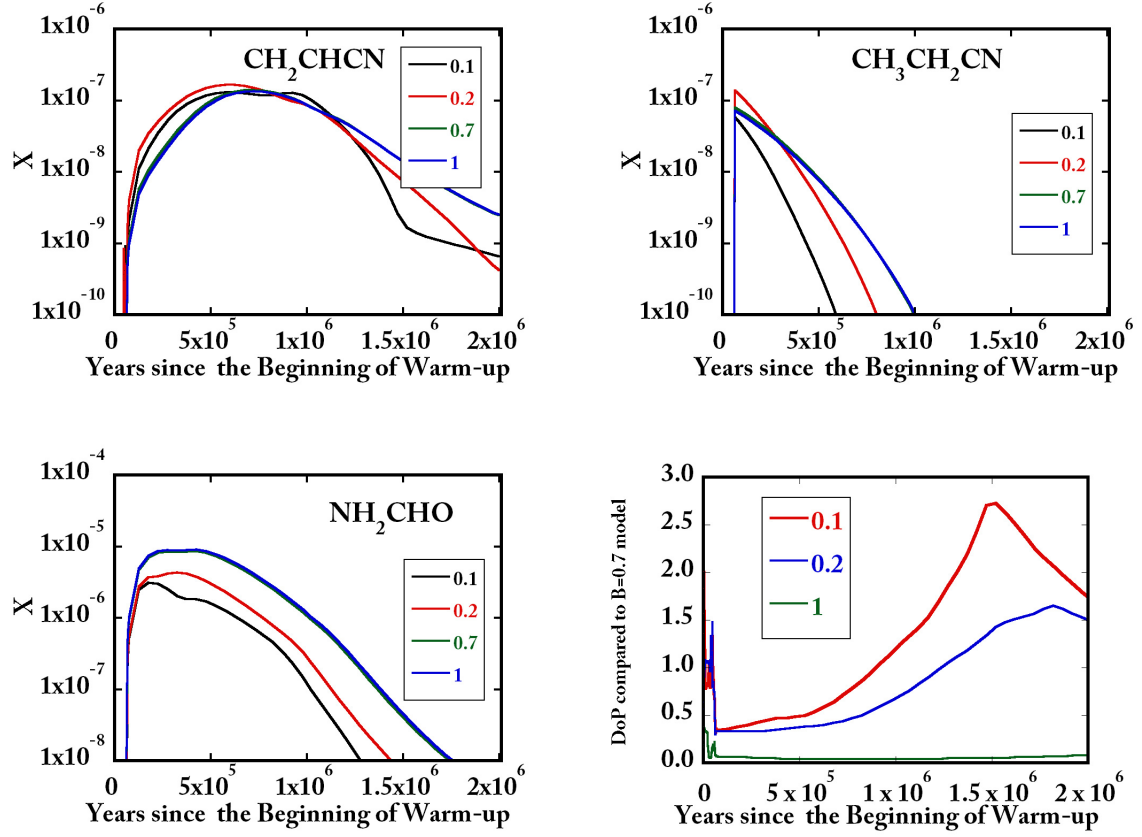 1x10⁻⁶
CH₂CHCN
0.1
0.2
0.7
1
1x10⁻⁷
X
1x10⁻⁸
1x10⁻⁹
1x10⁻¹⁰
0
5x10⁵
1x10⁶
1.5x10⁶
2x10⁶
Years since the Beginning of Warm-up
1x10⁻⁶
CH₃CH₂CN
0.1
0.2
0.7
1
1x10⁻⁷
X
1x10⁻⁸
1x10⁻⁹
1x10⁻¹⁰
0
5x10⁵
1x10⁶
1.5x10⁶
2x10⁶
Years since the Beginning of Warm-up
1x10⁻⁴
NH₂CHO
0.1
0.2
0.7
1
1x10⁻⁵
X
1x10⁻⁶
1x10⁻⁷
1x10⁻⁸
0
5x10⁵
1x10⁶
1.5x10⁶
2x10⁶
Years since the Beginning of Warm-up
3.0
0.1
0.2
1
2.5
2.0
1.5
1.0
0.5
0.0
DoP compared to B=0.7 model
0
5 x 10⁵
1 x 10⁶
1.5 x 10⁶
2 x 10⁶
Years since the Beginning of Warm-up